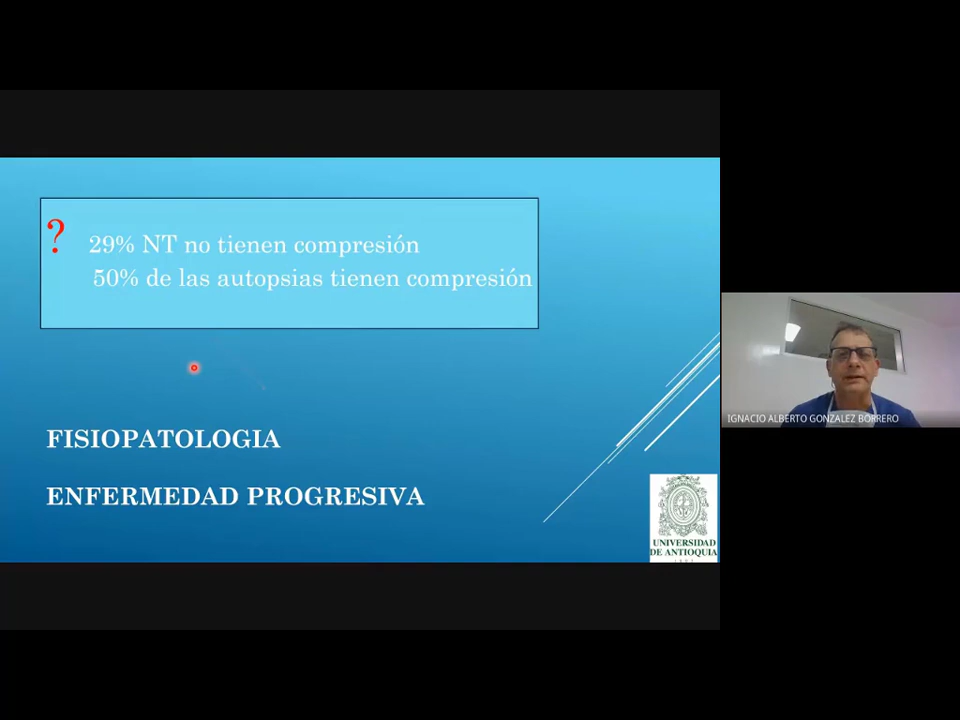 ?
29% NT no tienen compresión
50% de las autopsias tienen compresión
FISIOPATOLOGIA
ENFERMEDAD PROGRESIVA
UNIVERSIDAD
DE ANTIOQUIA
IGNACIO ALBERTO GONZALEZ BORRERO